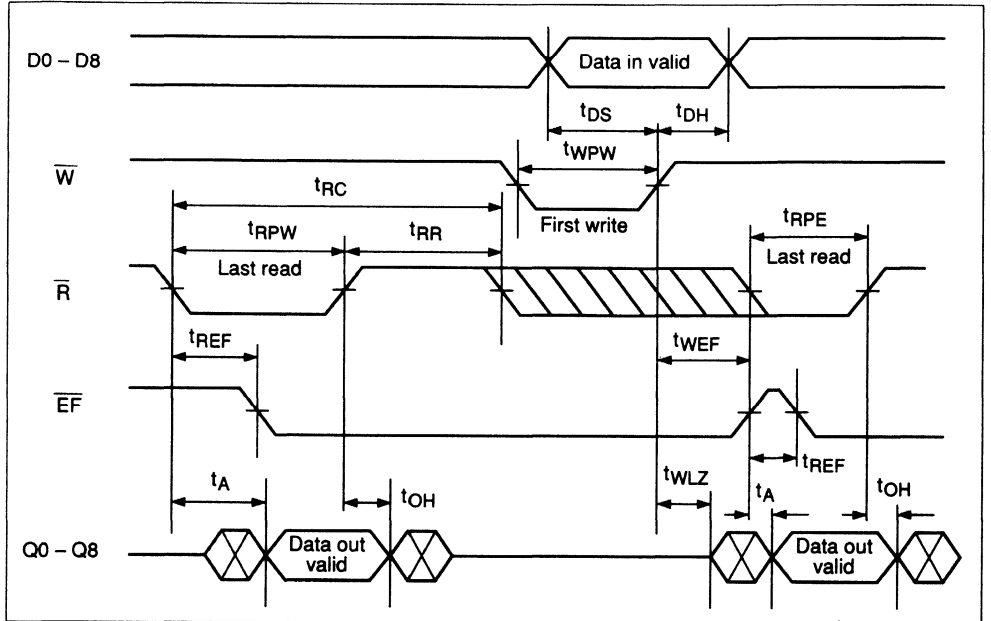 D0 – D8
Data in valid
tDS
tDH
W
tWPW
tRC
First write
tRPW
tRR
tRPE
Last read
Last read
R
tREF
tWEF
EF
tREF
tA
tOH
tWLZ
tA
tOH
Q0 – Q8
Data out
valid
Data out
valid